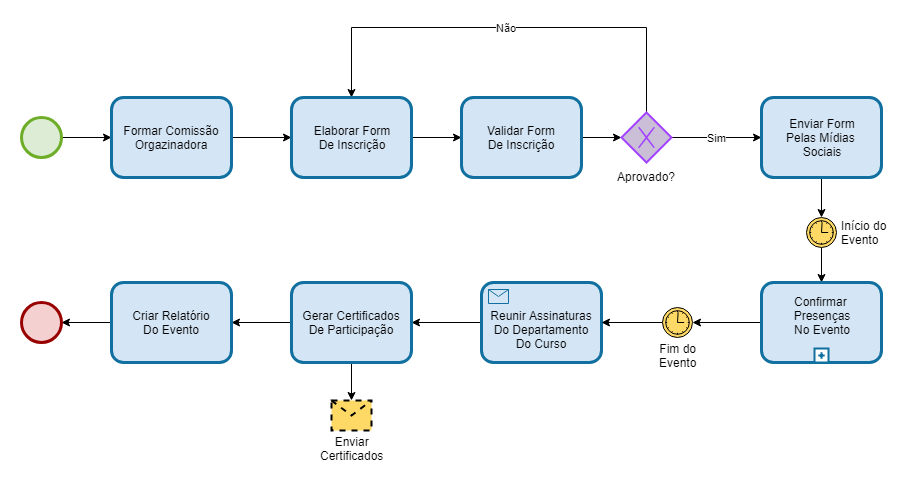 Não
Formar Comissão
Orgazinadora
Elaborar Form
De Inscrição
Validar Form
De Inscrição
Aprovado?
Sim
Enviar Form
Pelas Mídias
Sociais
Início do
Evento
Confirmar
Presenças
No Evento
Fim do
Evento
Reunir Assinaturas
Do Departamento
Do Curso
Gerar Certificados
De Participação
Enviar
Certificados
Criar Relatório
Do Evento